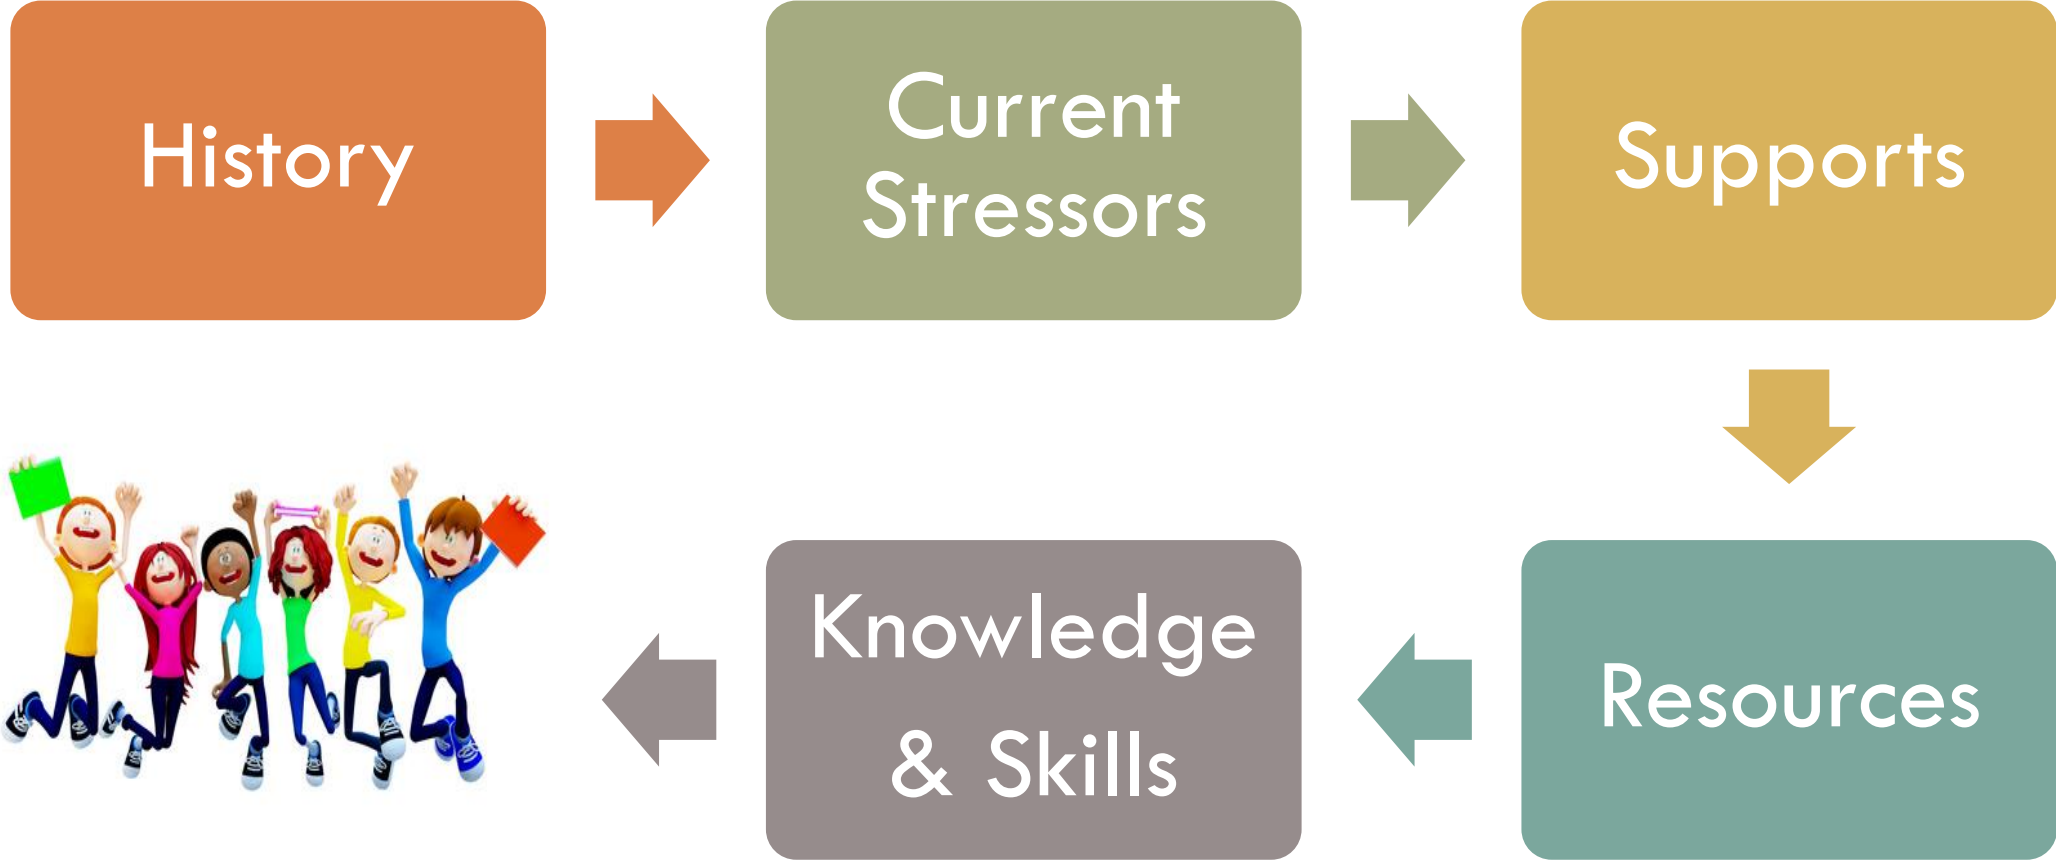 History
Current
Stressors
Supports
Resources
Knowledge
& Skills